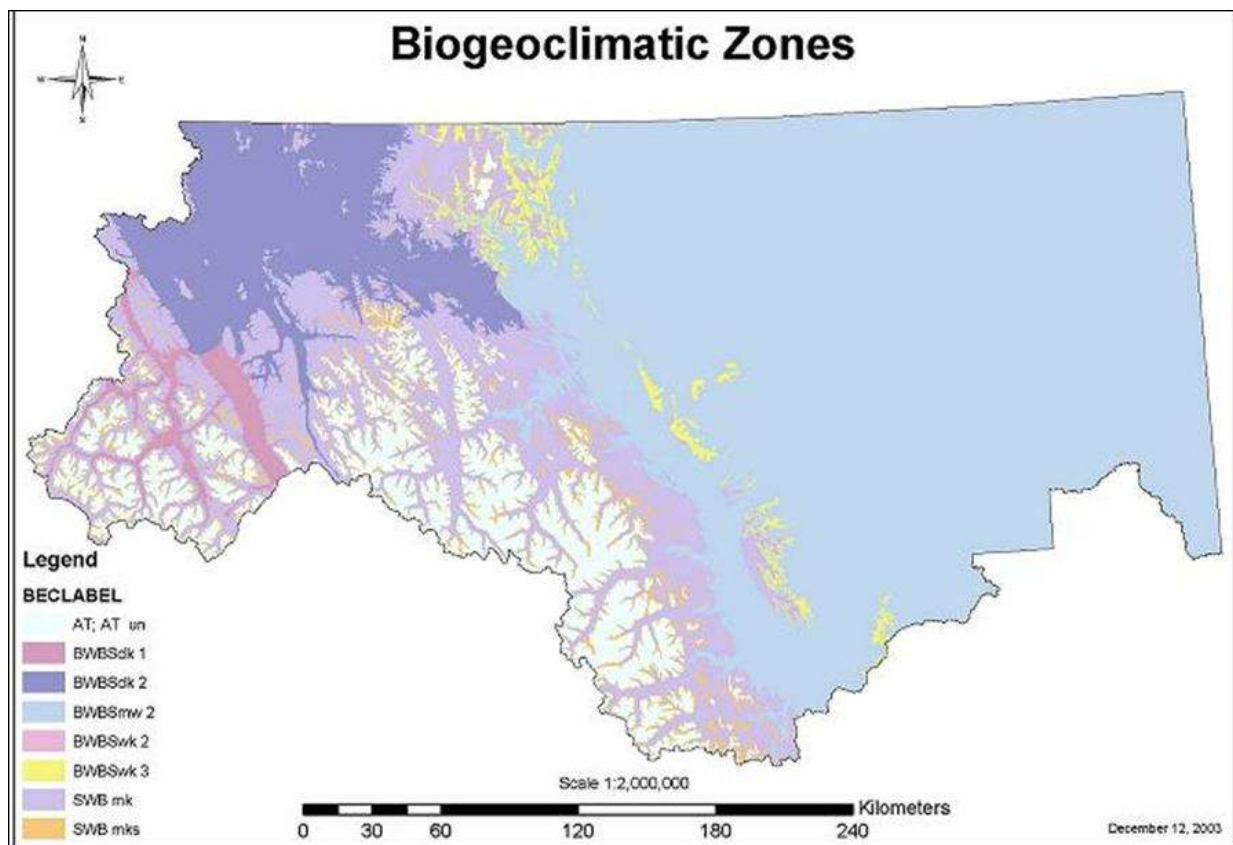 Biogeoclimatic Zones
N
W E
S
Legend
BECLABEL
AT; AT un
BWBSdk 1
BWBSdk 2
BWBSmw 2
BWBSwk 2
BWBSwk 3
SWB mk
SWB mks
Scale 1:2,000,000
Kilometers
0 30 60 120 180 240
December 12, 2003